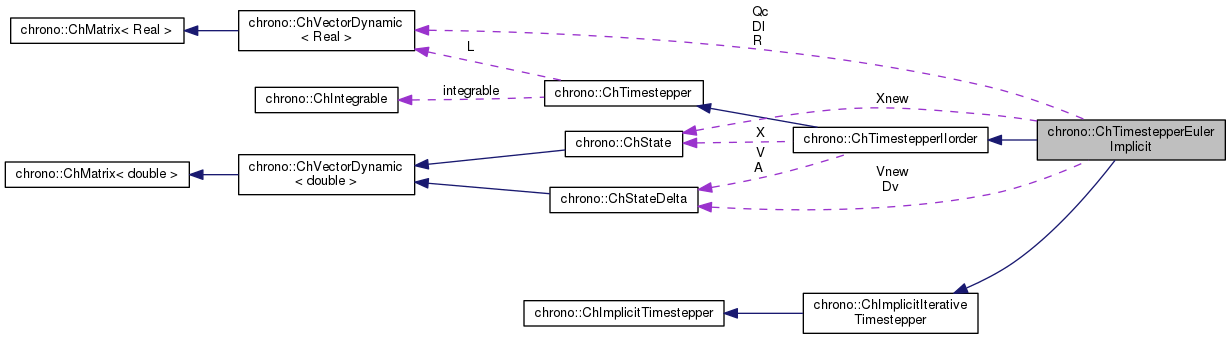 chrono::ChMatrix< Real >
chrono::ChVectorDynamic
< Real >
Qc
Dl
R
L
chrono::ChIntegrable
integrable
chrono::ChTimestepper
Xnew
chrono::ChTimestepperEuler
Implicit
chrono::ChState
X
chrono::ChTimestepperIIorder
chrono::ChMatrix< double >
chrono::ChVectorDynamic
< double >
V
A
chrono::ChStateDelta
Vnew
Dv
chrono::ChImplicitTimestepper
chrono::ChImplicitIterative
Timestepper